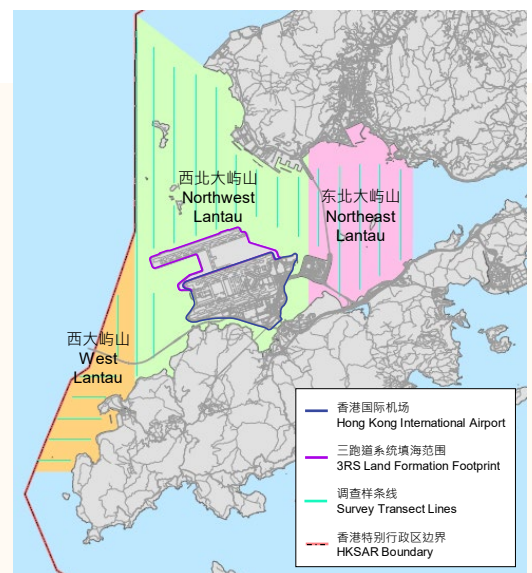 西北大屿山
Northwest
Lantau
东北大屿山
Northeast
Lantau
西大屿山
West
Lantau
香港国际机场
Hong Kong International Airport
三跑道系统填海范围
3RS Land Formation Footprint
调查样条线
Survey Transect Lines
香港特别行政区边界
HKSAR Boundary